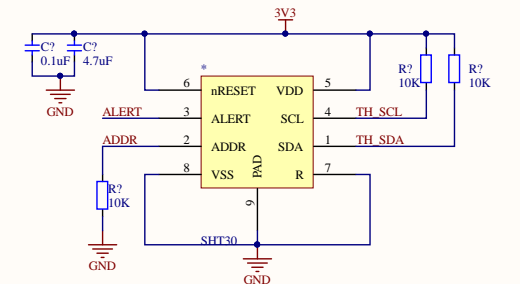 3V3
C?
0.1uF
C?
4.7uF
GND
R?
10K
R?
10K
*
6 nRESET VDD 5
ALERT 3 ALERT SCL 4 TH_SCL
ADDR 2 ADDR SDA 1 TH_SDA
8 VSS PAD R 7
R?
10K
9
SHT30
GND
GND